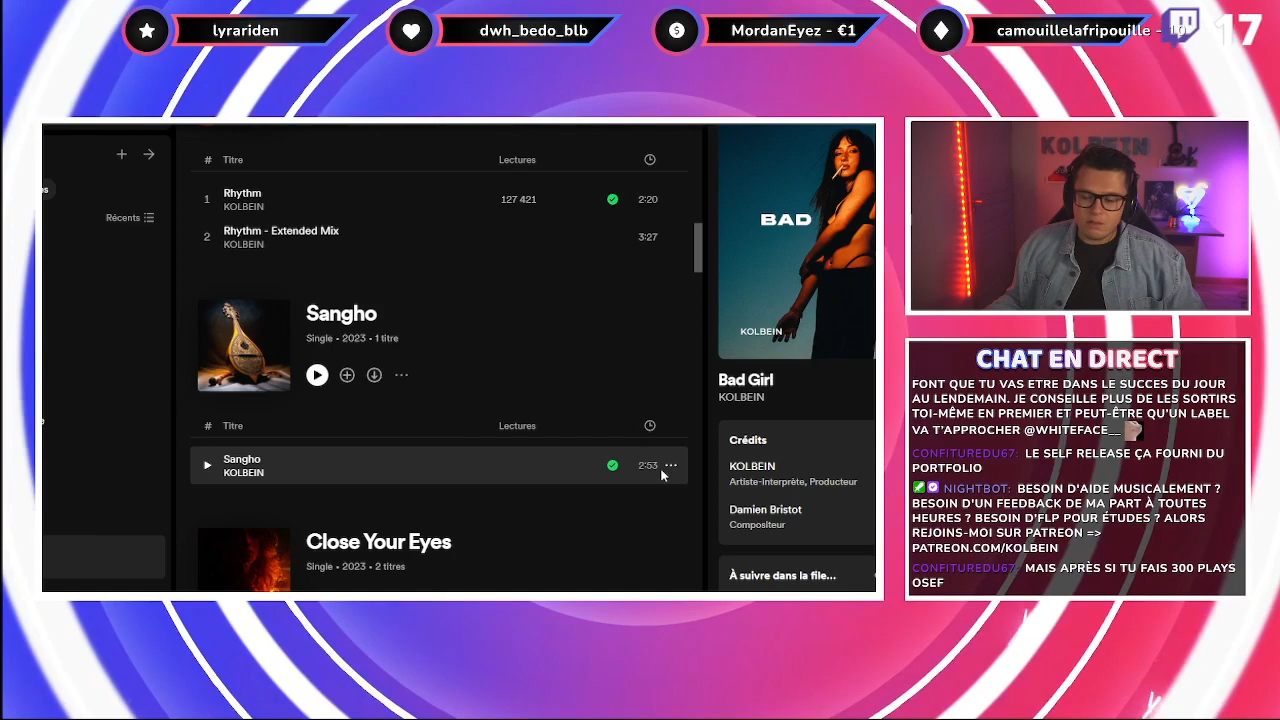 lyrariden
dwh_bedo_blb
MordanEyez - €1
camouillelafripouille -
17
Récents
# Titre Lectures
1 Rhythm 127 421 2:20
KOLBEIN
2 Rhythm - Extended Mix 3:27
KOLBEIN
Sangho
Single • 2023 • 1 titre
# Titre Lectures
Sangho 2:53
KOLBEIN
Close Your Eyes
Single • 2023 • 2 titres
BAD
KOLBEIN
Bad Girl
KOLBEIN
Crédits
KOLBEIN
Artiste-Interprète, Producteur
Damien Bristot
Compositeur
À suivre dans la file...
KOLBEIN
CHAT EN DIRECT
FONT QUE TU VAS ETRE DANS LE SUCCES DU JOUR
AU LENDEMAIN. JE CONSEILLE PLUS DE LES SORTIRS
TOI-MÊME EN PREMIER ET PEUT-ÊTRE QU'UN LABEL
VA T'APPROCHER @WHITEFACE__
CONFITUREDU67: LE SELF RELEASE ÇA FOURNI DU
PORTFOLIO
NIGHTBOT: BESOIN D'AIDE MUSICALEMENT ?
BESOIN D'UN FEEDBACK DE MA PART À TOUTES
HEURES ? BESOIN D'FLP POUR ÉTUDES ? ALORS
REJOINS-MOI SUR PATREON =>
PATREON.COM/KOLBEIN
CONFITUREDU67: MAIS APRÈS SI TU FAIS 300 PLAYS
OSEF